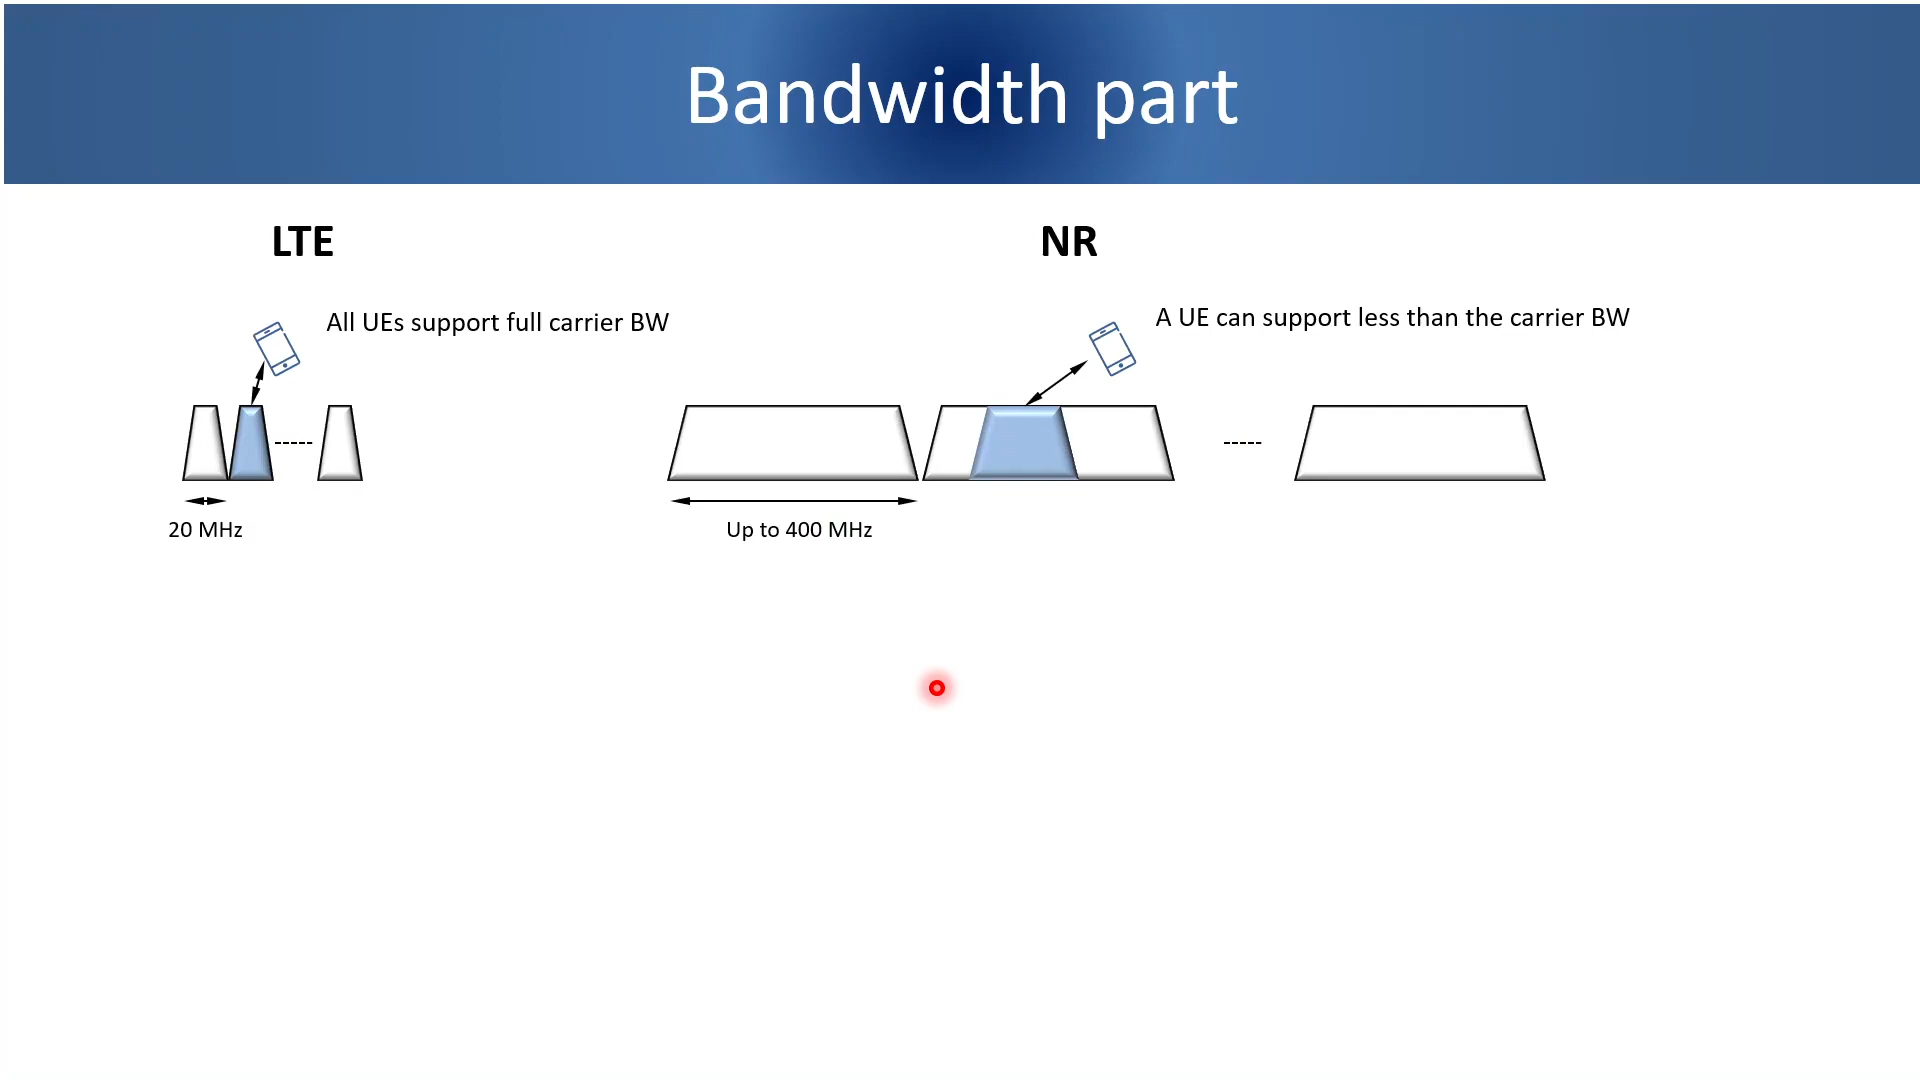 Bandwidth part
LTE
All UEs support full carrier BW
20 MHz
NR
A UE can support less than the carrier BW
Up to 400 MHz